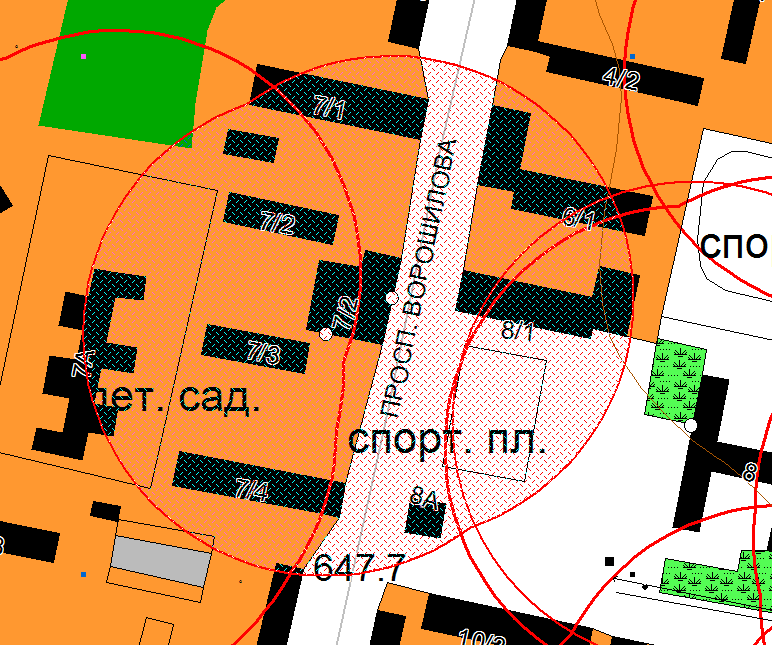 4/2
7/1
7/2
6/1
спо
ПРОСП. ВОРОШИЛОВА
7/2
8/1
7/3
7А
дет. сад.
спорт. пл.
8
7/4
8А
647.7
10/2